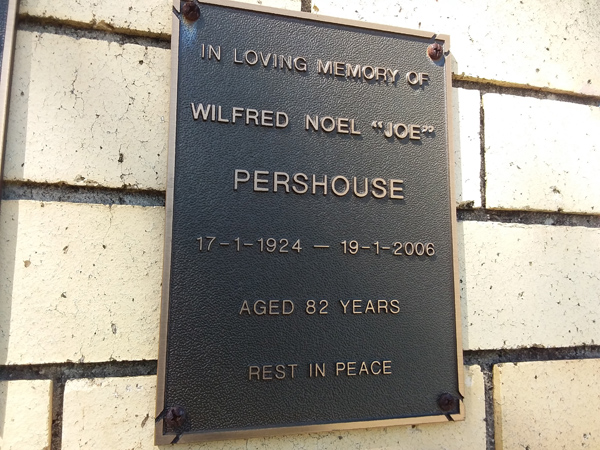 IN LOVING MEMORY OF
WILFRED NOEL “JOE”
PERSHOUSE
17-1-1924 — 19-1-2006
AGED 82 YEARS
REST IN PEACE